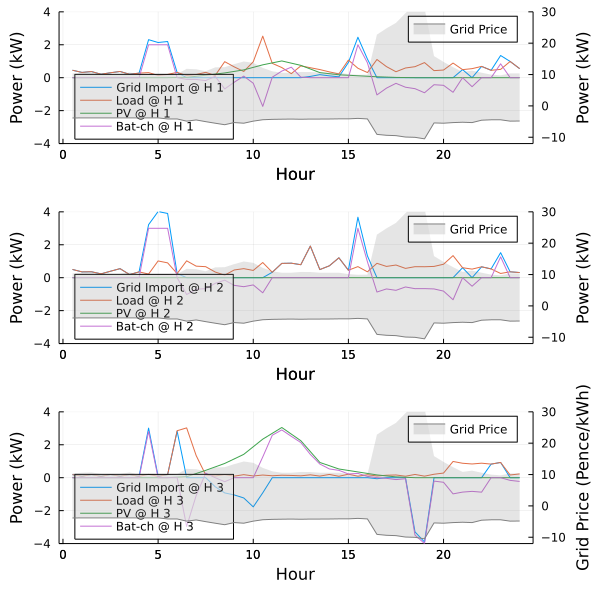 4
2
0
−2
−4
Power (kW)
Grid Import @ H 1
Load @ H 1
PV @ H 1
Bat-ch @ H 1
Grid Price
30
20
10
0
−10
Power (kW)
0 5 10 15 20
Hour
4
2
0
−2
−4
Power (kW)
Grid Import @ H 2
Load @ H 2
PV @ H 2
Bat-ch @ H 2
Grid Price
30
20
10
0
−10
Power (kW)
0 5 10 15 20
Hour
4
2
0
−2
−4
Power (kW)
Grid Import @ H 3
Load @ H 3
PV @ H 3
Bat-ch @ H 3
Grid Price
30
20
10
0
−10
Grid Price (Pence/kWh)
0 5 10 15 20
Hour